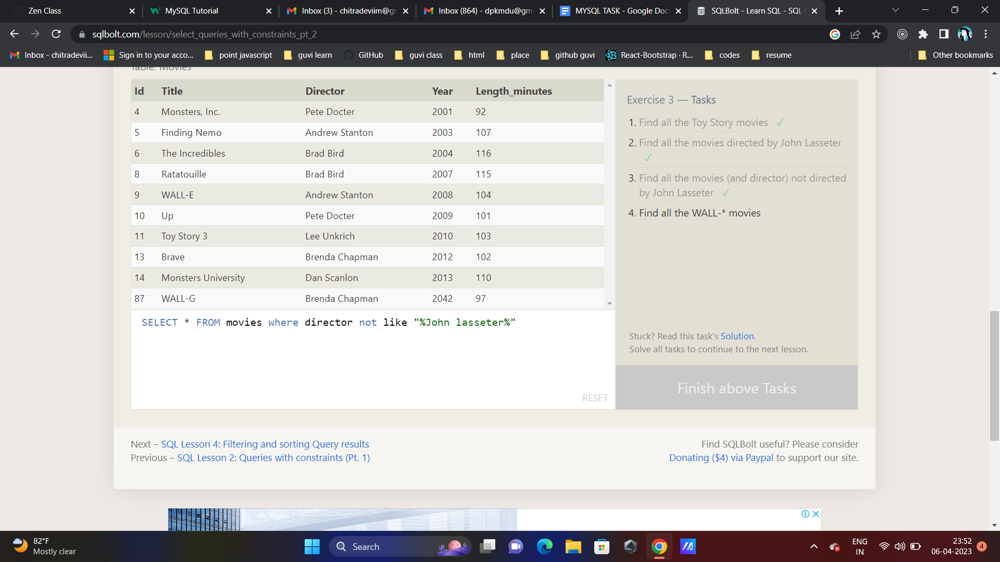 Zen Class
MySQL Tutorial
Inbox (3) - chitradeviim@gr
Inbox (864) - dpkmdu@gm
MYSQL TASK - Google Doc
SQLBolt - Learn SQL - SQL
sqlbolt.com/lesson/select_queries_with_constraints_pt_2
Inbox - chitradevii...
Sign in to your acco...
point javascript
guvi learn
GitHub
guvi class
html
place
github guvi
React-Bootstrap · R...
codes
resume
Other bookmarks
Table: Movies
Id Title Director Year Length_minutes
4 Monsters, Inc. Pete Docter 2001 92
5 Finding Nemo Andrew Stanton 2003 107
6 The Incredibles Brad Bird 2004 116
8 Ratatouille Brad Bird 2007 115
9 WALL-E Andrew Stanton 2008 104
10 Up Pete Docter 2009 101
11 Toy Story 3 Lee Unkrich 2010 103
13 Brave Brenda Chapman 2012 102
14 Monsters University Dan Scanlon 2013 110
87 WALL-G Brenda Chapman 2042 97
SELECT * FROM movies where director not like "%John lasseter%"
RESET
Exercise 3 — Tasks
1. Find all the Toy Story movies ✓
2. Find all the movies directed by John Lasseter
✓
3. Find all the movies (and director) not directed
by John Lasseter ✓
4. Find all the WALL-* movies
Stuck? Read this task's Solution.
Solve all tasks to continue to the next lesson.
Finish above Tasks
Next – SQL Lesson 4: Filtering and sorting Query results
Previous – SQL Lesson 2: Queries with constraints (Pt. 1)
Find SQLBolt useful? Please consider
Donating ($4) via Paypal to support our site.
82°F
Mostly clear
Search
ENG
IN
23:52
06-04-2023
4